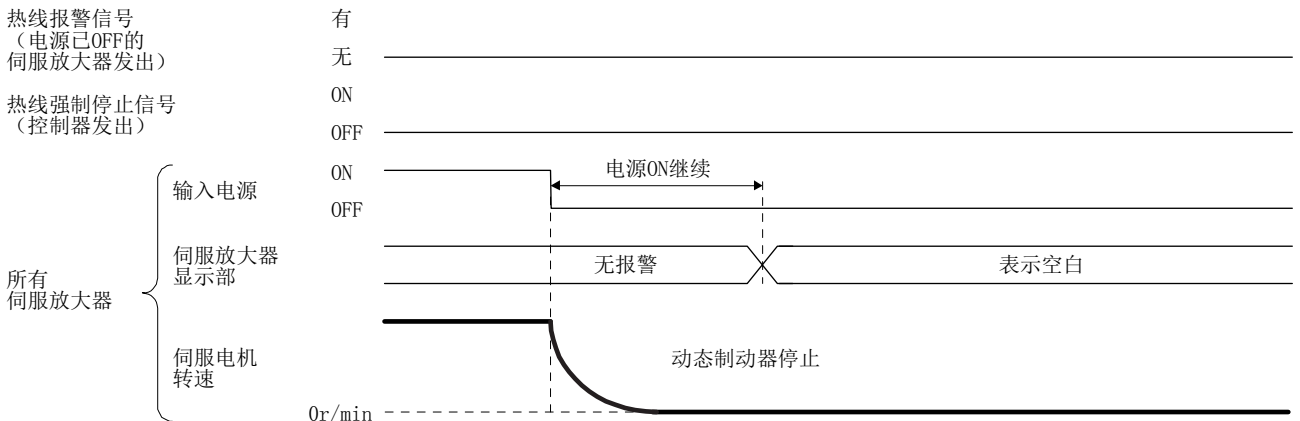 热线报警信号
（电源已OFF的
伺服放大器发出）
有
无
热线强制停止信号
（控制器发出）
ON
OFF
所有
伺服放大器
输入电源
ON
OFF
电源ON继续
伺服放大器
显示部
无报警
表示空白
伺服电机
转速
动态制动器停止
0r/min